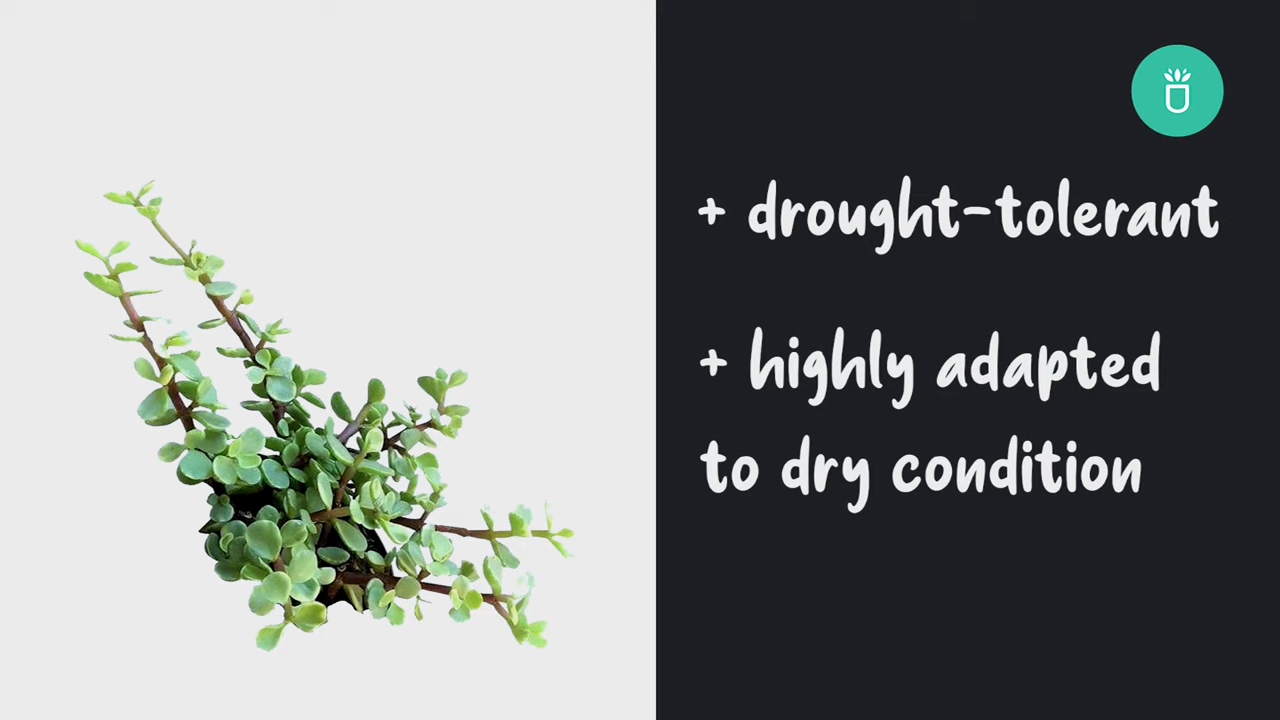 + drought-tolerant
+ highly adapted
to dry condition